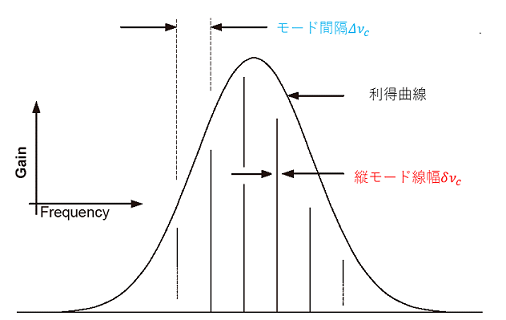 モード間隔Δν𝑐
利得曲線
Gain
縦モード線幅δν𝑐
Frequency